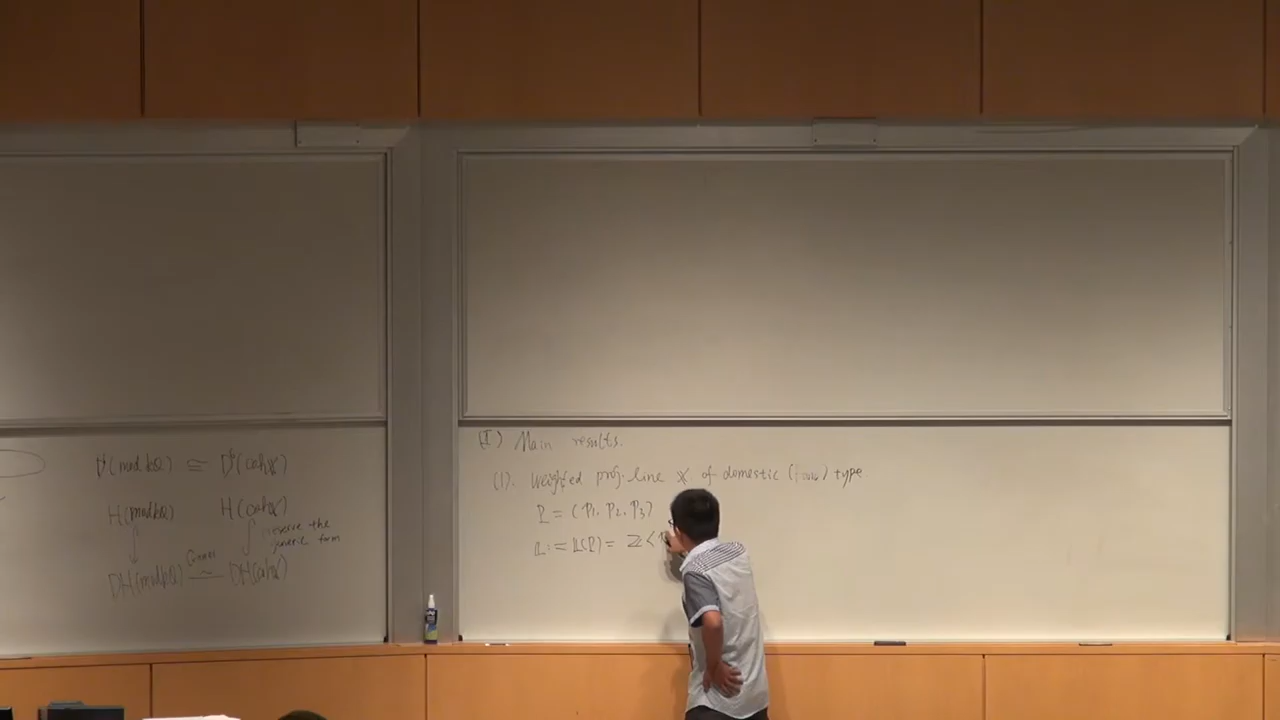 D^b(mod kQ) ≅ D^b(coh X)
H(mod kQ) H(coh X)
preserve the
generic form
Cramer
DH(mod kQ) ~ DH(coh X)
(I) Main results.
(1). Weighted proj. line X of domestic type.
P = (P1, P2, P3)
L := L(P) = Z<